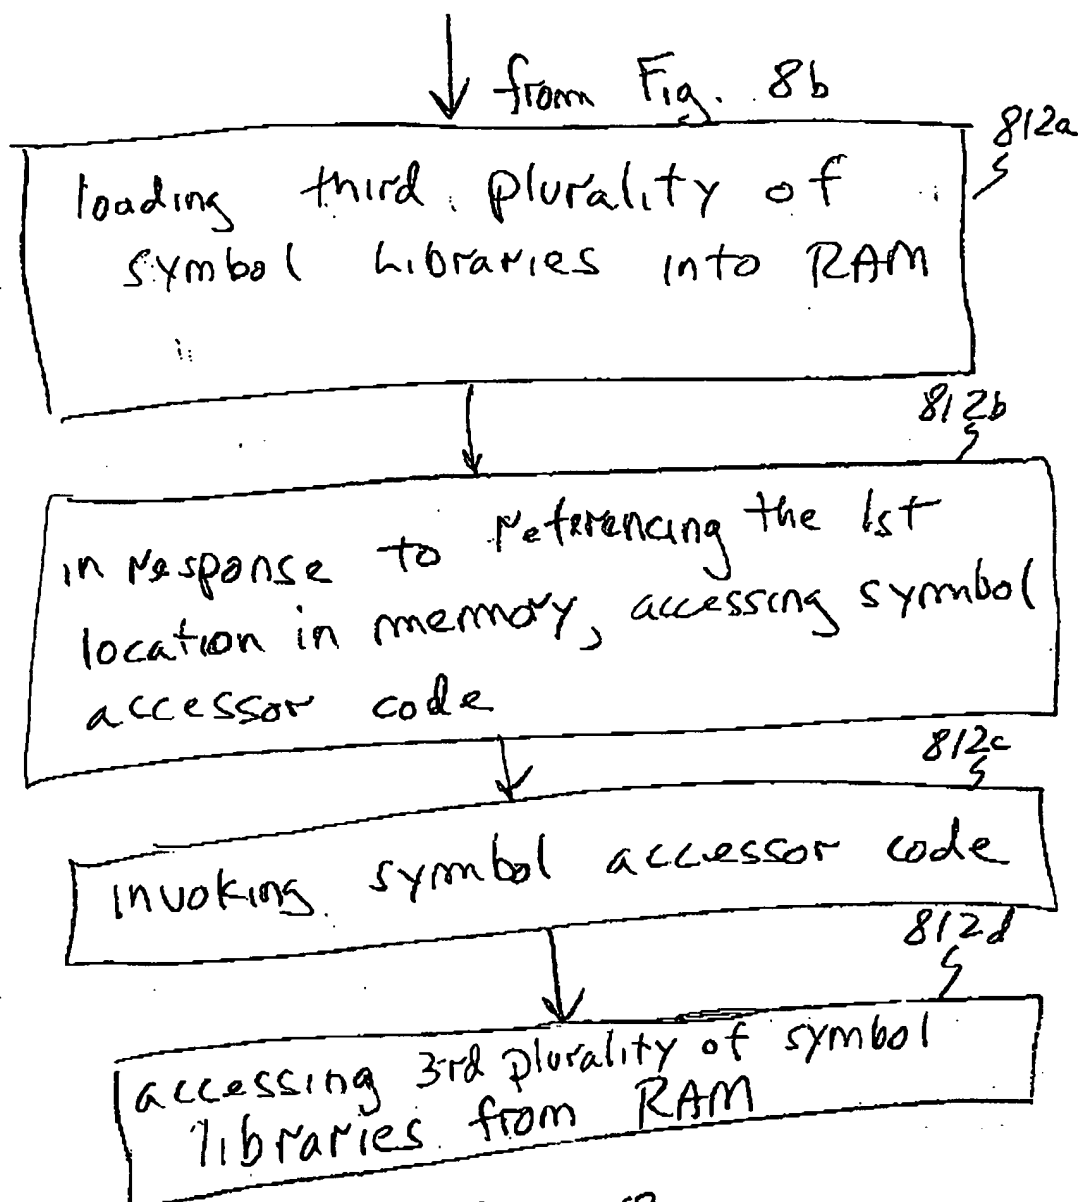 from Fig. 8b
812a
loading third plurality of
symbol libraries into RAM
812b
in response to referencing the 1st
location in memory, accessing symbol
accessor code
812c
invoking symbol accessor code
812d
accessing 3rd plurality of symbol
libraries from RAM